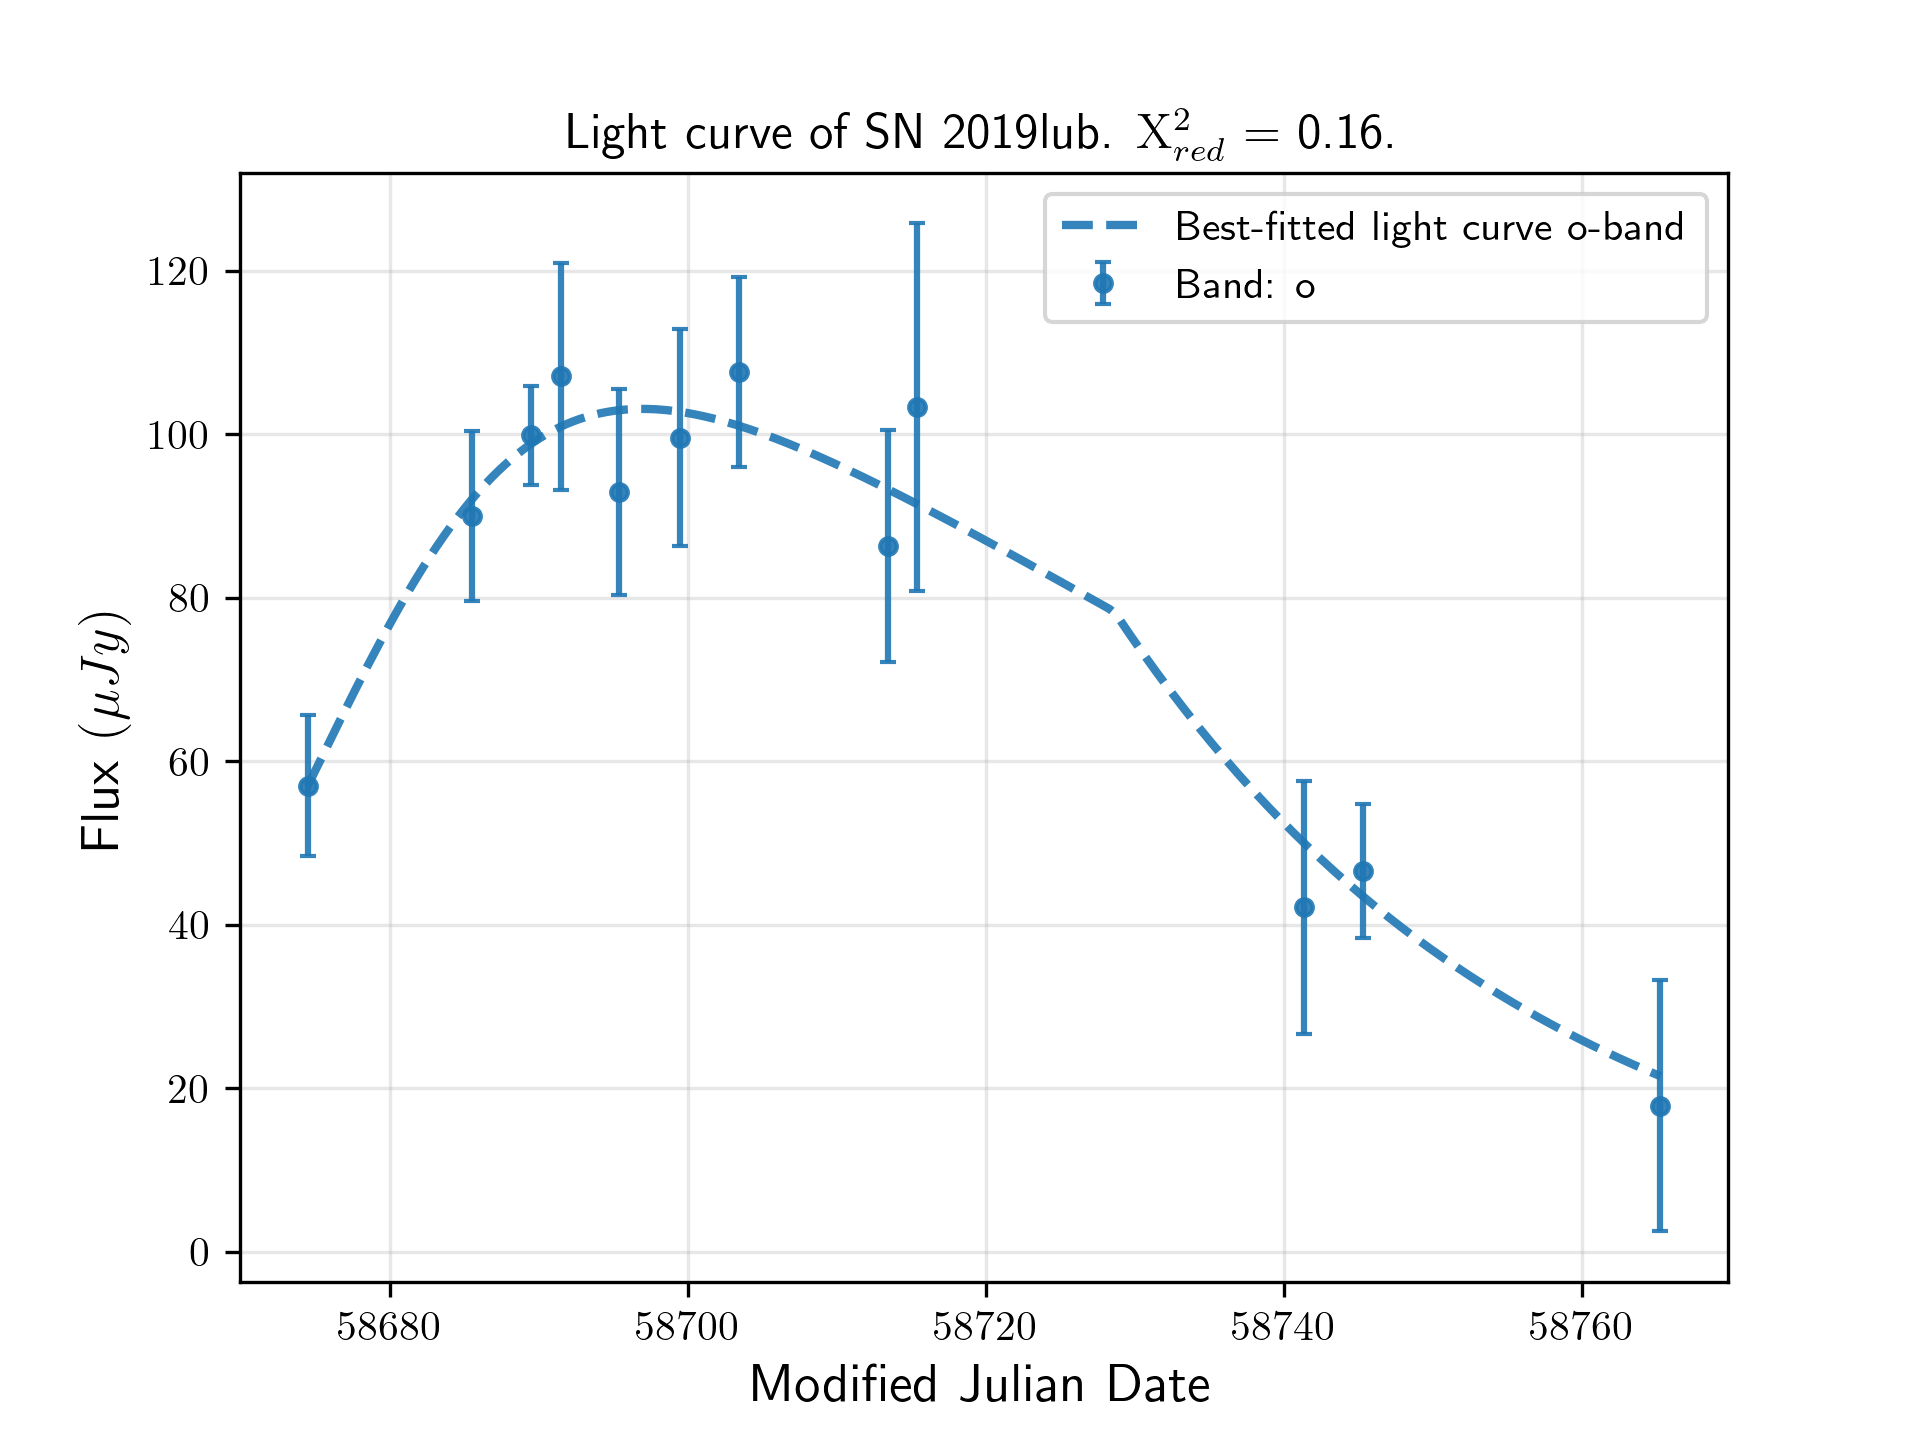 Light curve of SN 2019lub. X²_red = 0.16.
Best-fitted light curve o-band
Band: o
120
100
80
60
40
20
0
Flux (μJy)
58680 58700 58720 58740 58760
Modified Julian Date